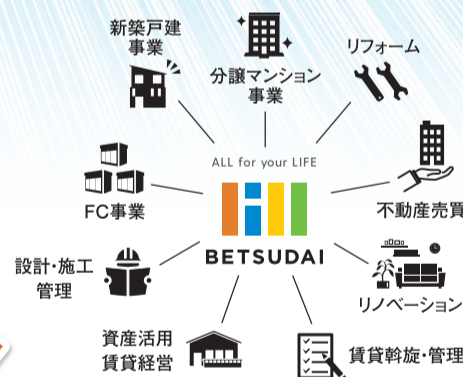 新築戸建
事業
分譲マンション
事業
リフォーム
ALL for your LIFE
BETSUDAI
FC事業
不動産売買
設計・施工
管理
リノベーション
資産活用
賃貸経営
賃貸斡旋・管理